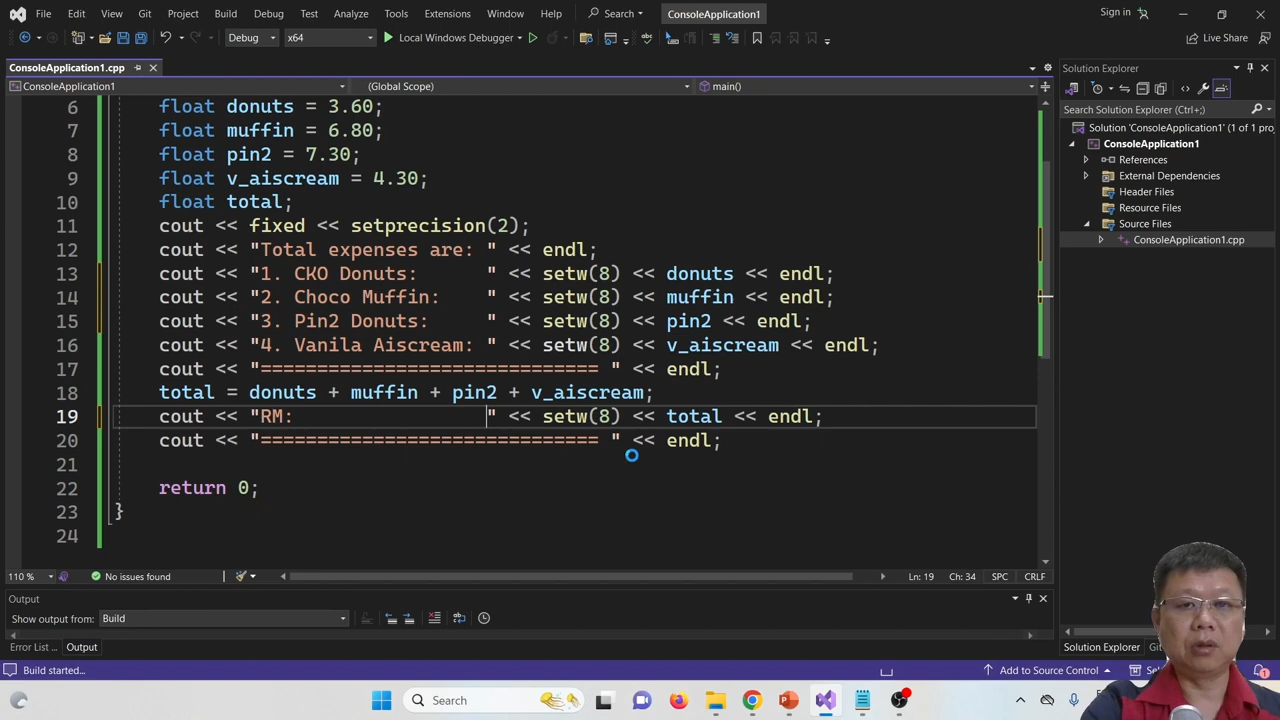 File Edit View Git Project Build Debug Test Analyze Tools Extensions Window Help Search ConsoleApplication1 Sign in
Debug x64 Local Windows Debugger Live Share
ConsoleApplication1.cpp
Solution Explorer
ConsoleApplication1 (Global Scope) main()
Search Solution Explorer (Ctrl+;)
Solution 'ConsoleApplication1' (1 of 1 pro
ConsoleApplication1
References
External Dependencies
Header Files
Resource Files
Source Files
ConsoleApplication1.cpp
6 float donuts = 3.60;
7 float muffin = 6.80;
8 float pin2 = 7.30;
9 float v_aiscream = 4.30;
10 float total;
11 cout << fixed << setprecision(2);
12 cout << "Total expenses are: " << endl;
13 cout << "1. CKO Donuts:      " << setw(8) << donuts << endl;
14 cout << "2. Choco Muffin:    " << setw(8) << muffin << endl;
15 cout << "3. Pin2 Donuts:     " << setw(8) << pin2 << endl;
16 cout << "4. Vanila Aiscream: " << setw(8) << v_aiscream << endl;
17 cout << "============================== " << endl;
18 total = donuts + muffin + pin2 + v_aiscream;
19 cout << "RM:                 " << setw(8) << total << endl;
20 cout << "============================== " << endl;
21
22 return 0;
23 }
24
110 % No issues found Ln: 19 Ch: 34 SPC CRLF
Output
Show output from: Build
Error List ... Output
Solution Explorer Git
Build started... Add to Source Control Sel
Search